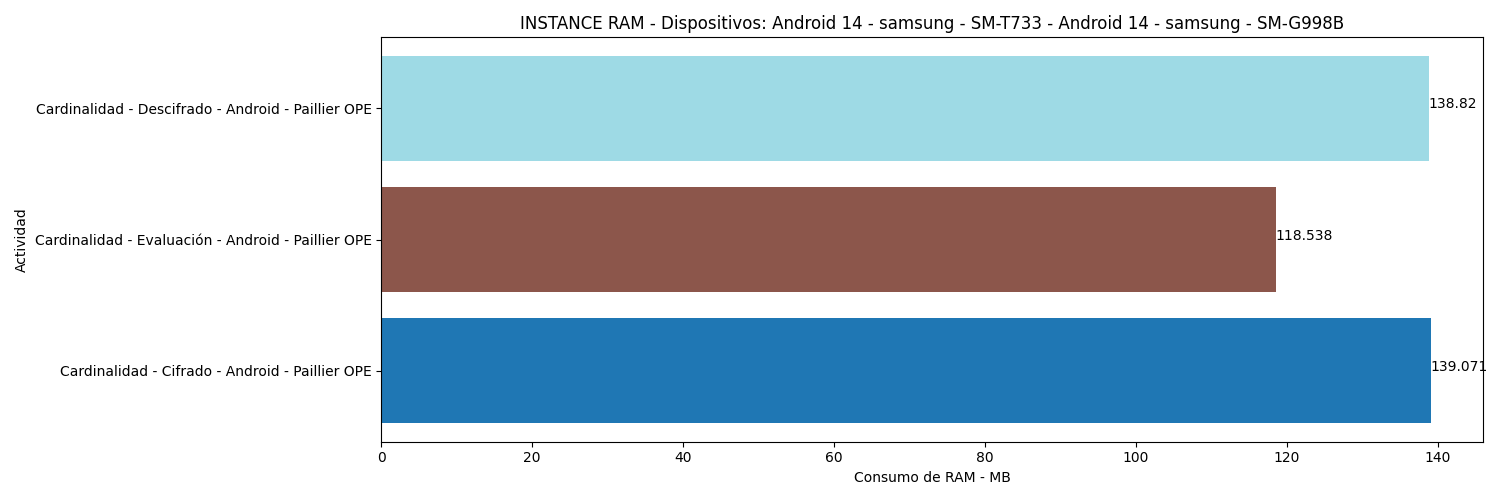 INSTANCE RAM - Dispositivos: Android 14 - samsung - SM-T733 - Android 14 - samsung - SM-G998B
Cardinalidad - Descifrado - Android - Paillier OPE
138.82
Cardinalidad - Evaluación - Android - Paillier OPE
118.538
Cardinalidad - Cifrado - Android - Paillier OPE
139.071
Actividad
0 20 40 60 80 100 120 140
Consumo de RAM - MB